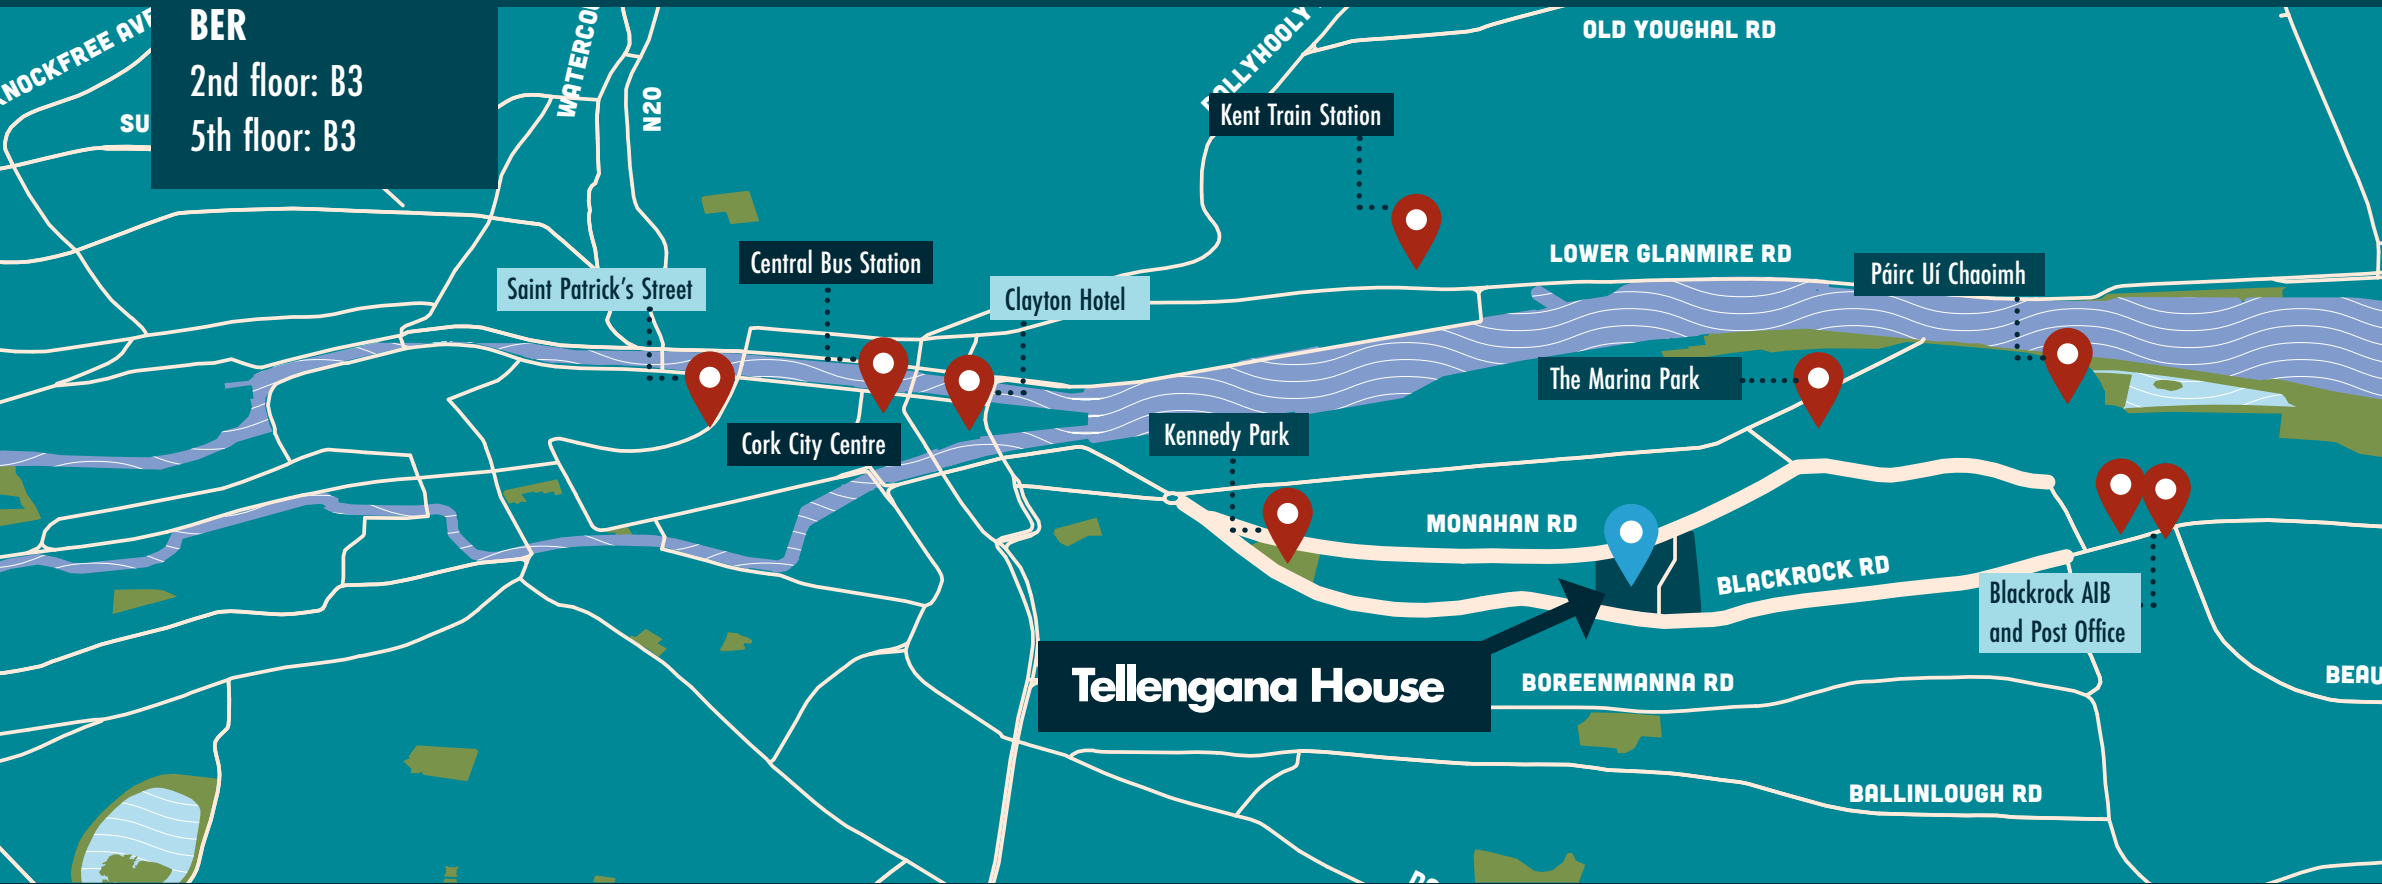 BER
2nd floor: B3
5th floor: B3
N20
OLD YOUGHAL RD
Kent Train Station
LOWER GLANMIRE RD
Central Bus Station
Saint Patrick's Street
Clayton Hotel
Páirc Uí Chaoimh
The Marina Park
Cork City Centre
Kennedy Park
MONAHAN RD
BLACKROCK RD
Blackrock AIB
and Post Office
Tellengana House
BOREENMANNA RD
BALLINLOUGH RD